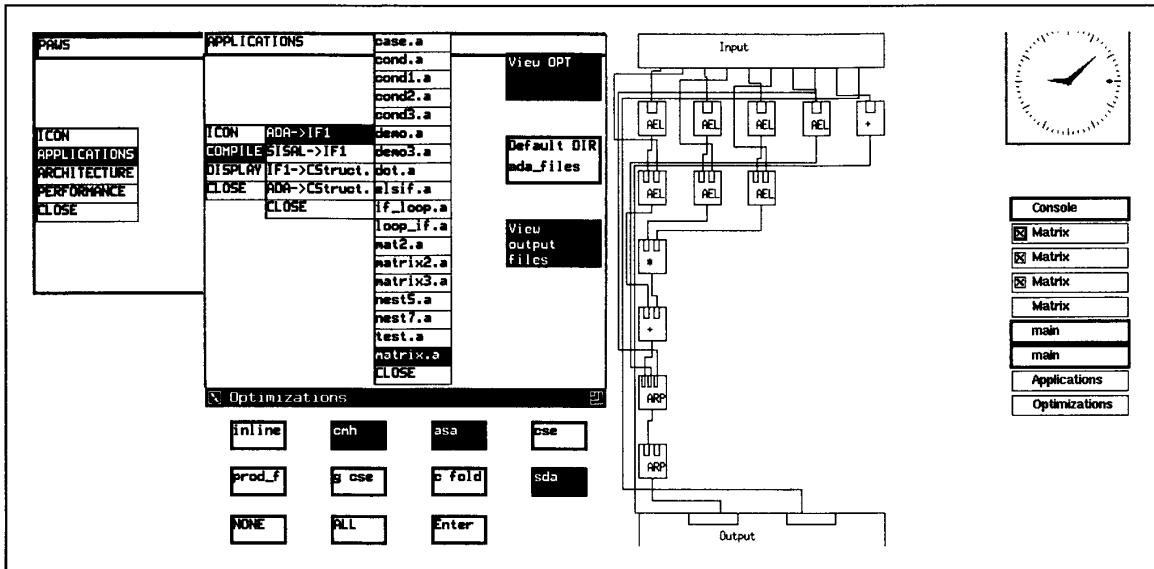 PAWS
ICON
APPLICATIONS
ARCHITECTURE
PERFORMANCE
CLOSE
APPLICATIONS
ICON
COMPILE
DISPLAY
CLOSE
ADA->IF1
SISAL->IF1
IF1->CStruct.
ADA->CStruct.
CLOSE
case.a
cond.a
cond1.a
cond2.a
cond3.a
demo.a
demo3.a
dot.a
elsif.a
if_loop.a
loop_if.a
mat2.a
matrix2.a
matrix3.a
nest5.a
nest7.a
test.a
matrix.a
CLOSE
View OPT
Default DIR
ada_files
View
output
files
Optimizations
inline
cmh
asa
cse
prod_f
g cse
c fold
sda
NONE
ALL
Enter
Input
AEL
AEL
AEL
AEL
+
AEL
AEL
AEL
*
+
ARP
ARP
Output
Console
Matrix
Matrix
Matrix
Matrix
main
main
Applications
Optimizations